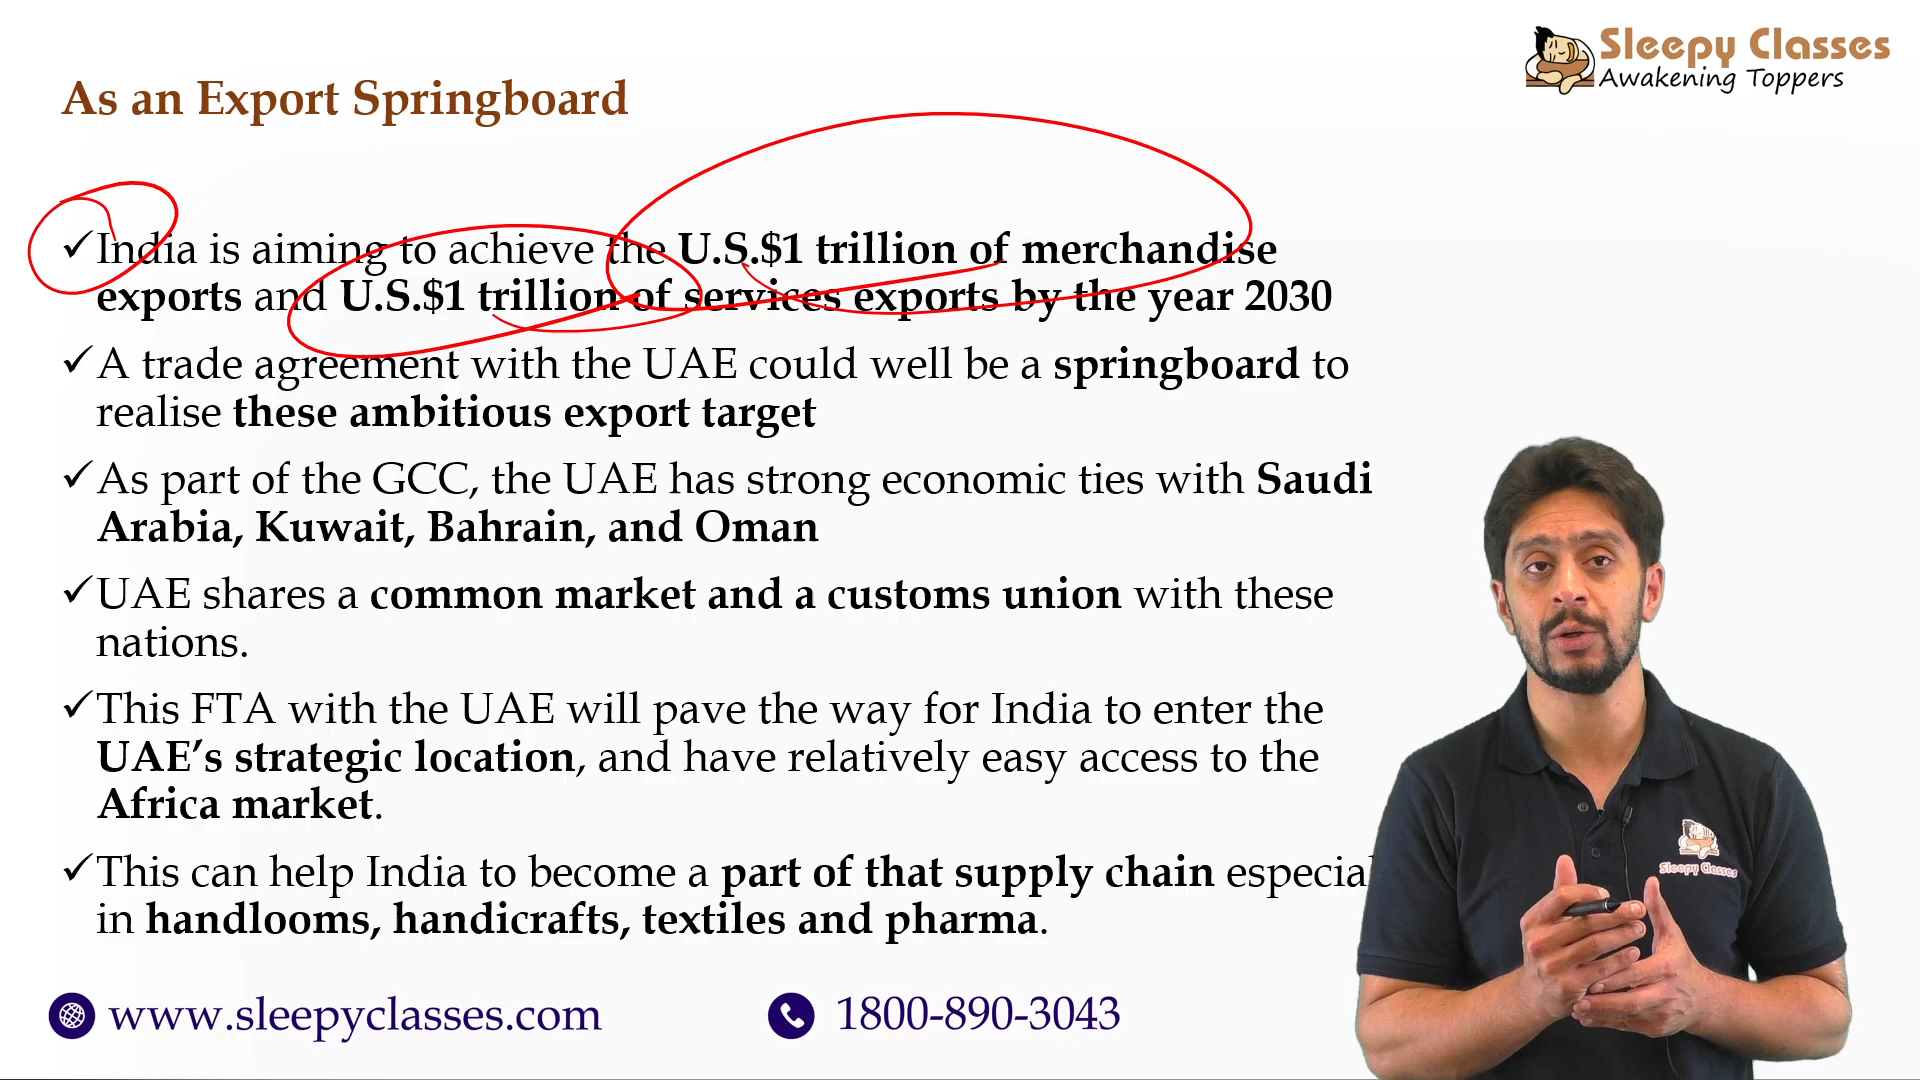 Sleepy Classes
Awakening Toppers
As an Export Springboard
✓India is aiming to achieve the U.S.$1 trillion of merchandise
exports and U.S.$1 trillion of services exports by the year 2030
✓A trade agreement with the UAE could well be a springboard to
realise these ambitious export target
✓As part of the GCC, the UAE has strong economic ties with Saudi
Arabia, Kuwait, Bahrain, and Oman
✓UAE shares a common market and a customs union with these
nations.
✓This FTA with the UAE will pave the way for India to enter the
UAE’s strategic location, and have relatively easy access to the
Africa market.
✓This can help India to become a part of that supply chain especial
in handlooms, handicrafts, textiles and pharma.
Sleepy Classes
www.sleepyclasses.com
1800-890-3043